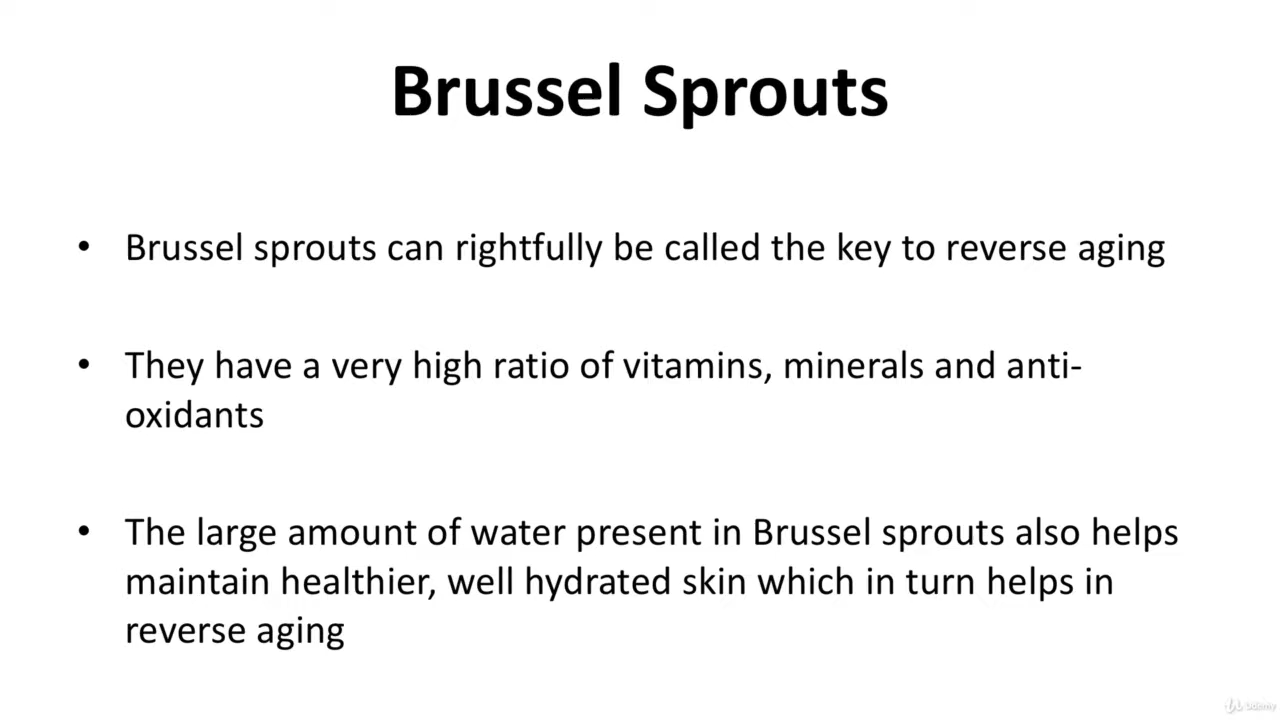 Brussel Sprouts
• Brussel sprouts can rightfully be called the key to reverse aging
• They have a very high ratio of vitamins, minerals and anti-
oxidants
• The large amount of water present in Brussel sprouts also helps
maintain healthier, well hydrated skin which in turn helps in
reverse aging
Udemy